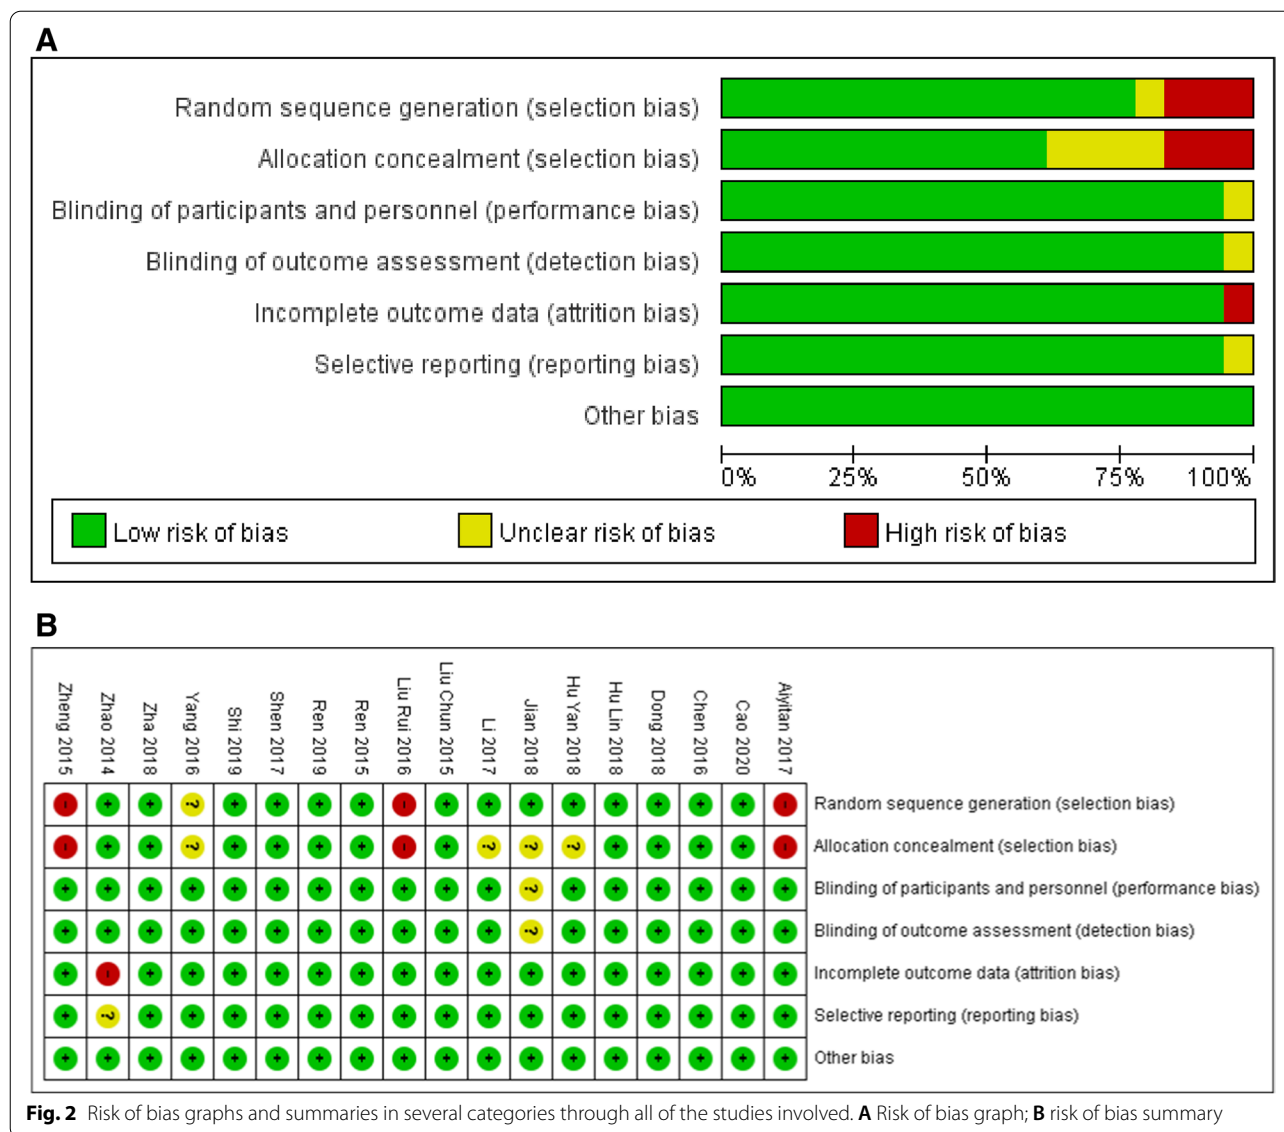 A
Random sequence generation (selection bias)
Allocation concealment (selection bias)
Blinding of participants and personnel (performance bias)
Blinding of outcome assessment (detection bias)
Incomplete outcome data (attrition bias)
Selective reporting (reporting bias)
Other bias
0% 25% 50% 75% 100%
Low risk of bias Unclear risk of bias High risk of bias
B
Zheng 2015
Zhao 2014
Zha 2018
Yang 2016
Shi 2019
Shen 2017
Ren 2019
Ren 2015
Liu Rui 2016
Liu Chun 2015
Li 2017
Jian 2018
Hu Yan 2018
Hu Lin 2018
Dong 2018
Chen 2016
Cao 2020
Aiyitan 2017
- + + ? + + + + - + + + + + + + + - Random sequence generation (selection bias)
- + + ? + + + + - + ? ? ? + + + + - Allocation concealment (selection bias)
+ + + + + + + + + + + ? + + + + + + Blinding of participants and personnel (performance bias)
+ + + + + + + + + + + ? + + + + + + Blinding of outcome assessment (detection bias)
+ - + + + + + + + + + + + + + + + + Incomplete outcome data (attrition bias)
+ ? + + + + + + + + + + + + + + + + Selective reporting (reporting bias)
+ + + + + + + + + + + + + + + + + + Other bias
Fig. 2 Risk of bias graphs and summaries in several categories through all of the studies involved. A Risk of bias graph; B risk of bias summary